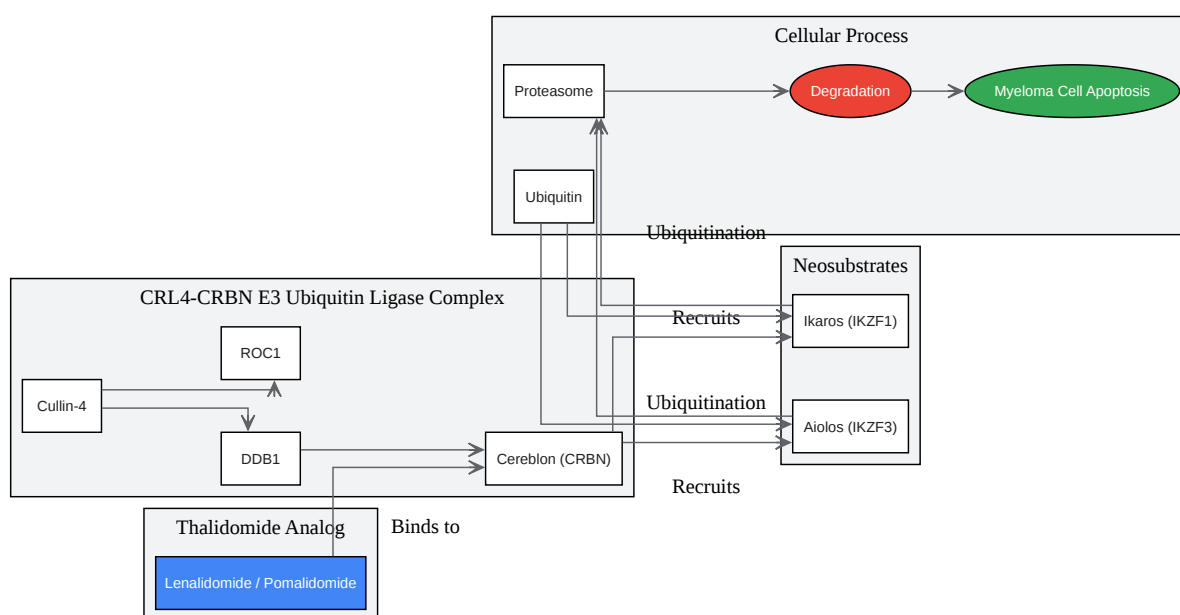 Cellular Process
Proteasome
Degradation
Myeloma Cell Apoptosis
Ubiquitin
Ubiquitination
Neosubstrates
CRL4-CRBN E3 Ubiquitin Ligase Complex
Ikaros (IKZF1)
Recruits
ROC1
Cullin-4
Ubiquitination
Aiolos (IKZF3)
DDB1
Cereblon (CRBN)
Recruits
Thalidomide Analog
Binds to
Lenalidomide / Pomalidomide